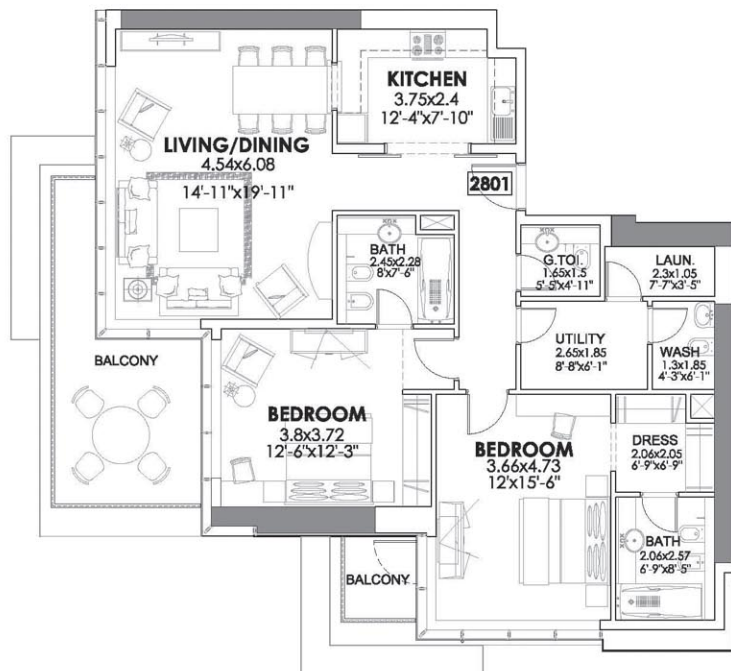 KITCHEN
3.75x2.4
12'-4"x7'-10"
LIVING/DINING
4.54x6.08
14'-11"x19'-11"
2801
BATH
2.45x2.28
8'x7'-6"
G.TOI.
1.65x1.5
5'-5"x4'-11"
LAUN.
2.3x1.05
7'-7"x3'-5"
UTILITY
2.65x1.85
8'-8"x6'-1"
WASH
1.3x1.85
4'-3"x6'-1"
BALCONY
BEDROOM
3.8x3.72
12'-6"x12'-3"
BEDROOM
3.66x4.73
12'x15'-6"
DRESS
2.06x2.05
6'-9"x6'-9"
BATH
2.06x2.57
6'-9"x8'-5"
BALCONY